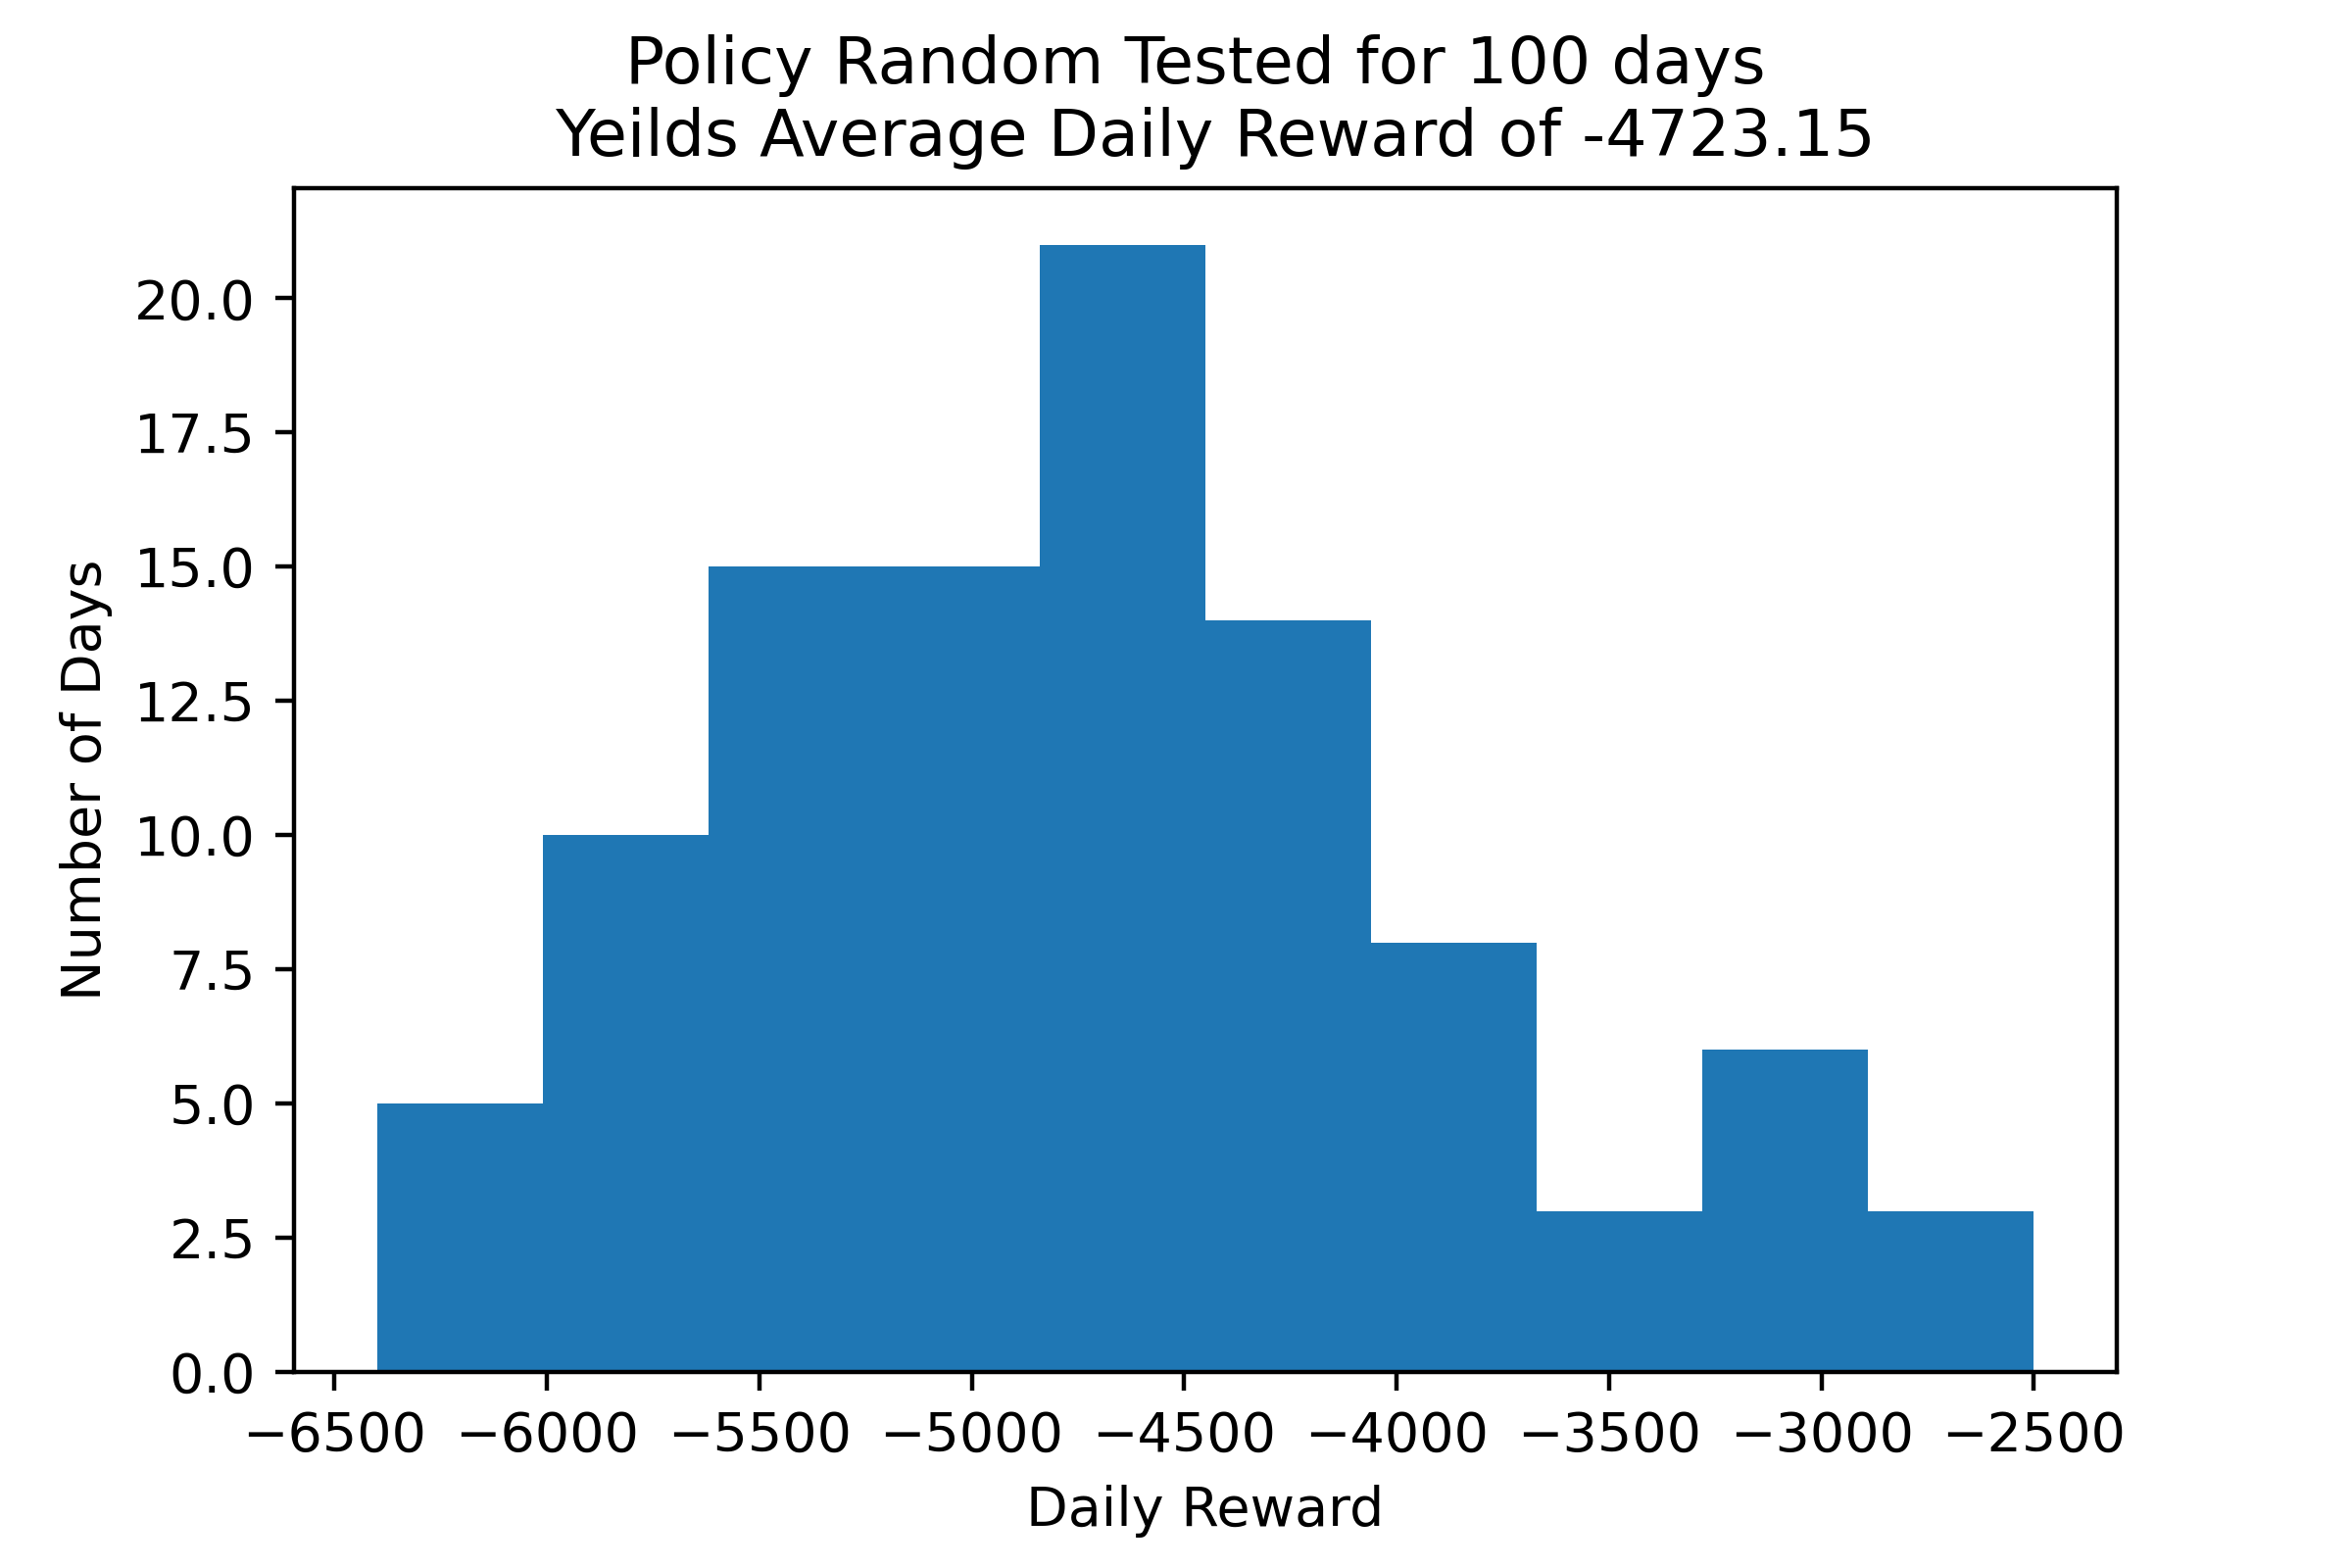 Policy Random Tested for 100 days
Yeilds Average Daily Reward of -4723.15
Number of Days
20.0
17.5
15.0
12.5
10.0
7.5
5.0
2.5
0.0
−6500 −6000 −5500 −5000 −4500 −4000 −3500 −3000 −2500
Daily Reward